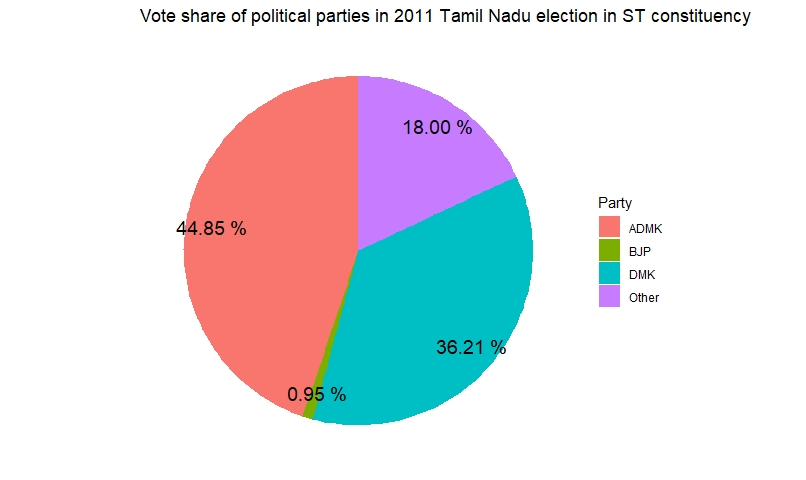 Vote share of political parties in 2011 Tamil Nadu election in ST constituency
18.00 %
44.85 %
36.21 %
0.95 %
Party
ADMK
BJP
DMK
Other